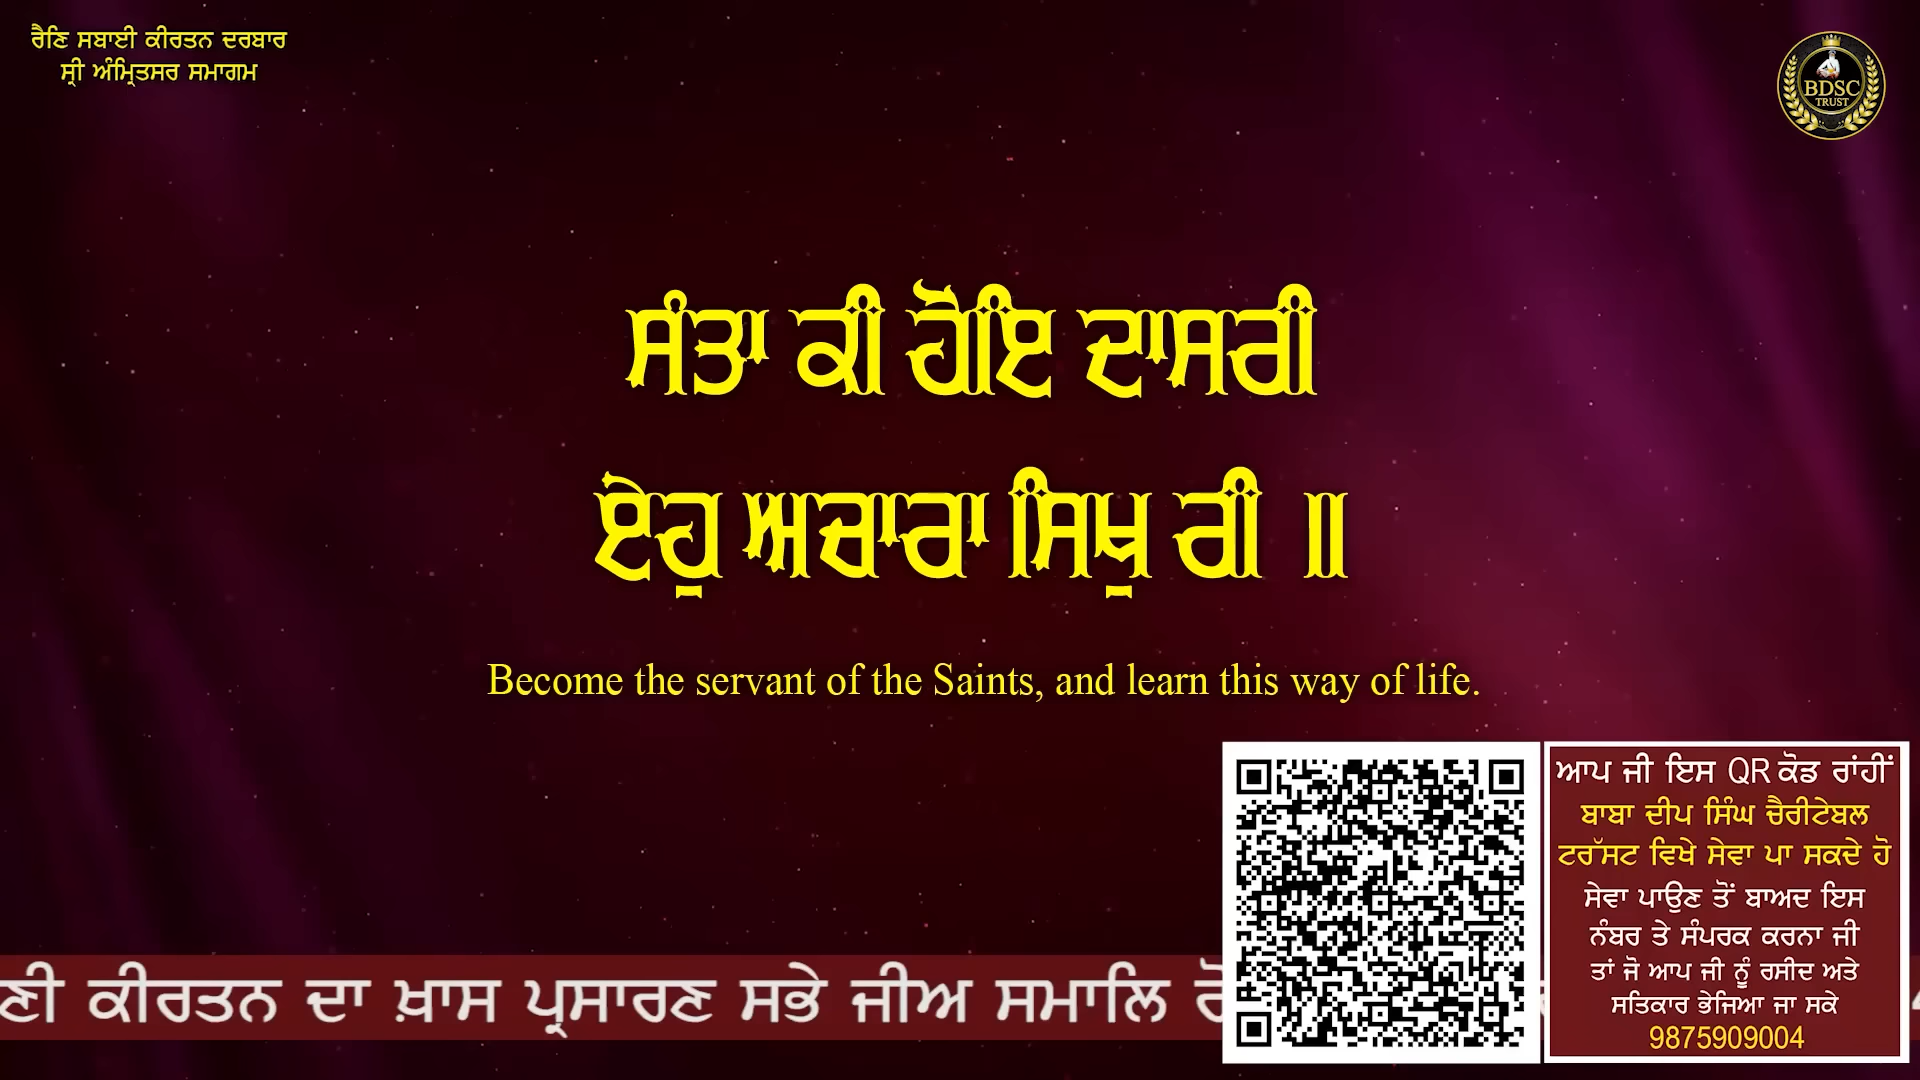 ਰੈਣਿ ਸਬਾਈ ਕੀਰਤਨ ਦਰਬਾਰ
ਸ੍ਰੀ ਅੰਮ੍ਰਿਤਸਰ ਸਮਾਗਮ
BDSC
TRUST
ਸੰਤਾ ਕੀ ਹੋਇ ਦਾਸਰੀ
ਏਹੁ ਅਚਾਰਾ ਸਿਖੁ ਰੀ ॥
Become the servant of the Saints, and learn this way of life.
ਆਪ ਜੀ ਇਸ QR ਕੋਡ ਰਾਂਹੀਂ
ਬਾਬਾ ਦੀਪ ਸਿੰਘ ਚੈਰੀਟੇਬਲ
ਟਰੱਸਟ ਵਿਖੇ ਸੇਵਾ ਪਾ ਸਕਦੇ ਹੋ
ਸੇਵਾ ਪਾਉਣ ਤੋਂ ਬਾਅਦ ਇਸ
ਨੰਬਰ ਤੇ ਸੰਪਰਕ ਕਰਨਾ ਜੀ
ਤਾਂ ਜੋ ਆਪ ਜੀ ਨੂੰ ਰਸੀਦ ਅਤੇ
ਸਤਿਕਾਰ ਭੇਜਿਆ ਜਾ ਸਕੇ
9875909004
ਕੀਰਤਨ ਦਾ ਖ਼ਾਸ ਪ੍ਰਸਾਰਣ ਸਭੇ ਜੀਅ ਸਮਾਲਿ